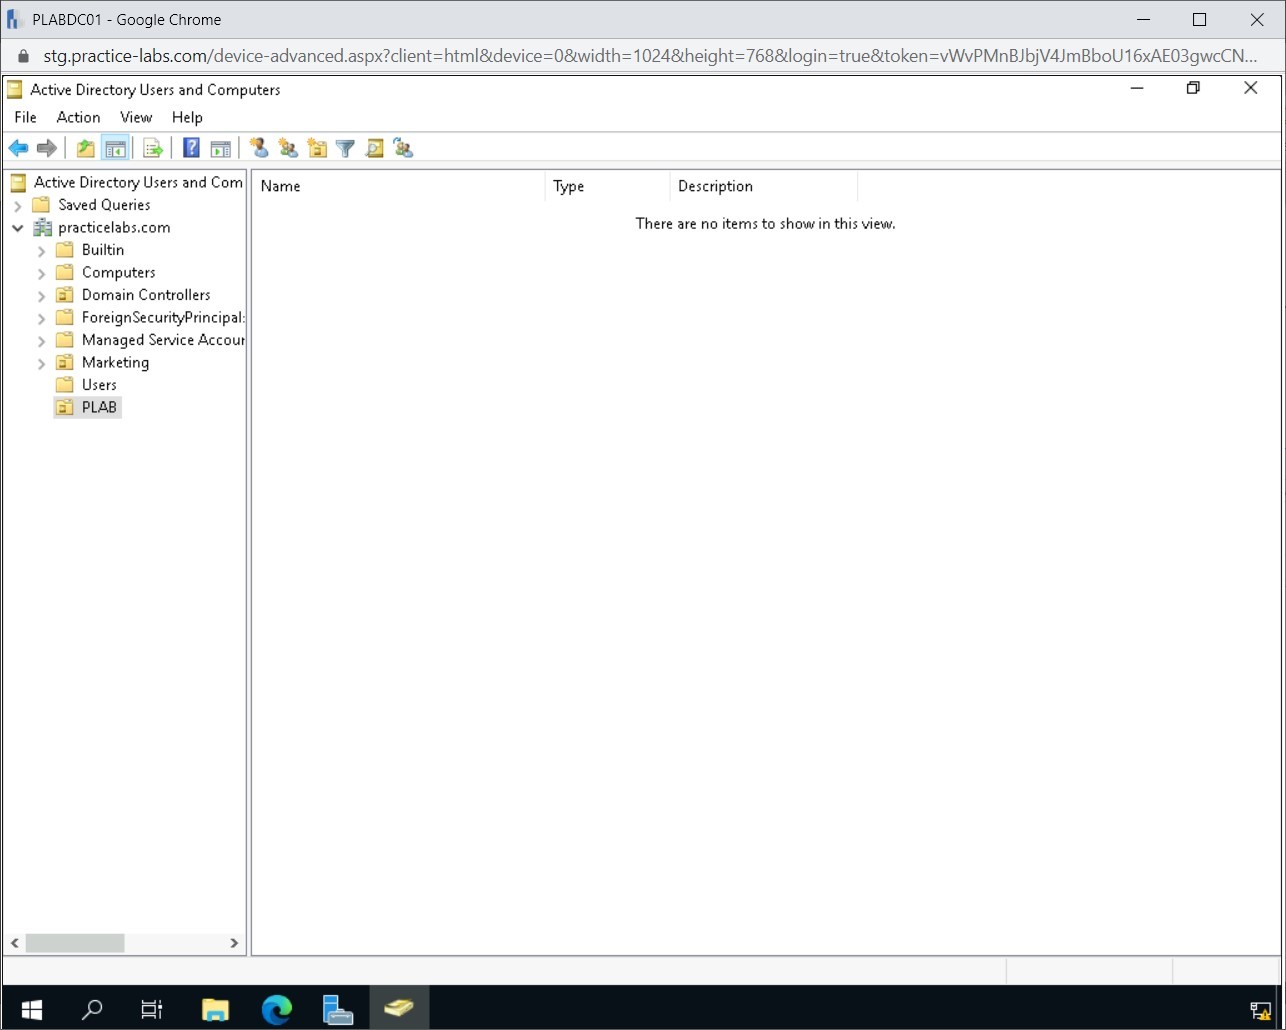 PLABDC01 - Google Chrome
stg.practice-labs.com/device-advanced.aspx?client=html&device=0&width=1024&height=768&login=true&token=vWvPMnBJbjV4JmBboU16xAE03gwcCN...
Active Directory Users and Computers
File Action View Help
Active Directory Users and Com
Name Type Description
Saved Queries
There are no items to show in this view.
practicelabs.com
Builtin
Computers
Domain Controllers
ForeignSecurityPrincipal:
Managed Service Accour
Marketing
Users
PLAB